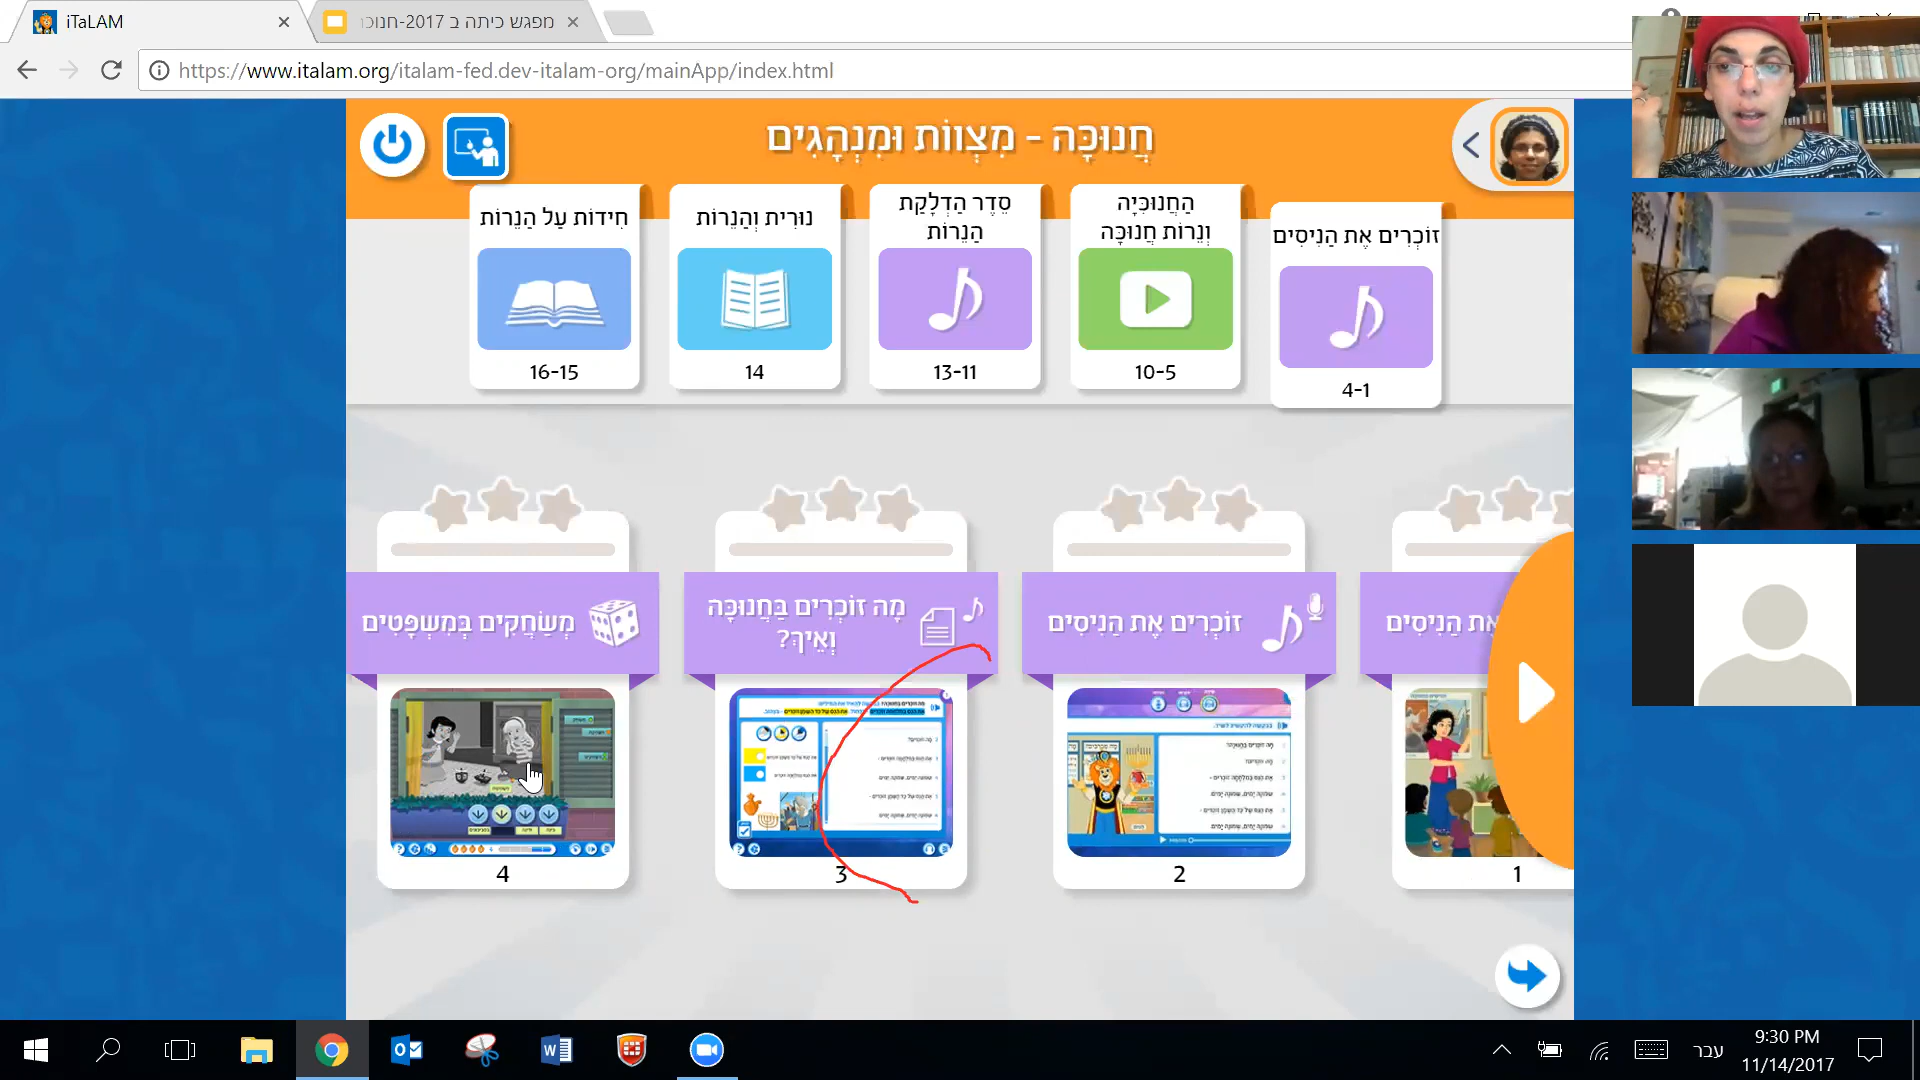 iTaLAM
מפגש כיתה ב 2017-חנוכו
https://www.italam.org/italam-fed.dev-italam-org/mainApp/index.html
חֲנוּכָּה - מִצְווֹת וּמִנְהָגִים
זוֹכְרִים אֶת הַנִּיסִים
4-1
הַחֲנוּכִּיָּה
וְנֵרוֹת חֲנוּכָּה
10-5
סֵדֶר הַדְלָקַת
הַנֵּרוֹת
13-11
נוּרִית וְהַנֵּרוֹת
14
חִידוֹת עַל הַנֵּרוֹת
16-15
אֶת הַנִּיסִים
1
זוֹכְרִים אֶת הַנִּיסִים
2
מָה זוֹכְרִים בַּחֲנוּכָּה
וְאֵיךְ?
3
מְשַׂחֲקִים בְּמִשְׁפָּטִים
4
עבר
9:30 PM
11/14/2017